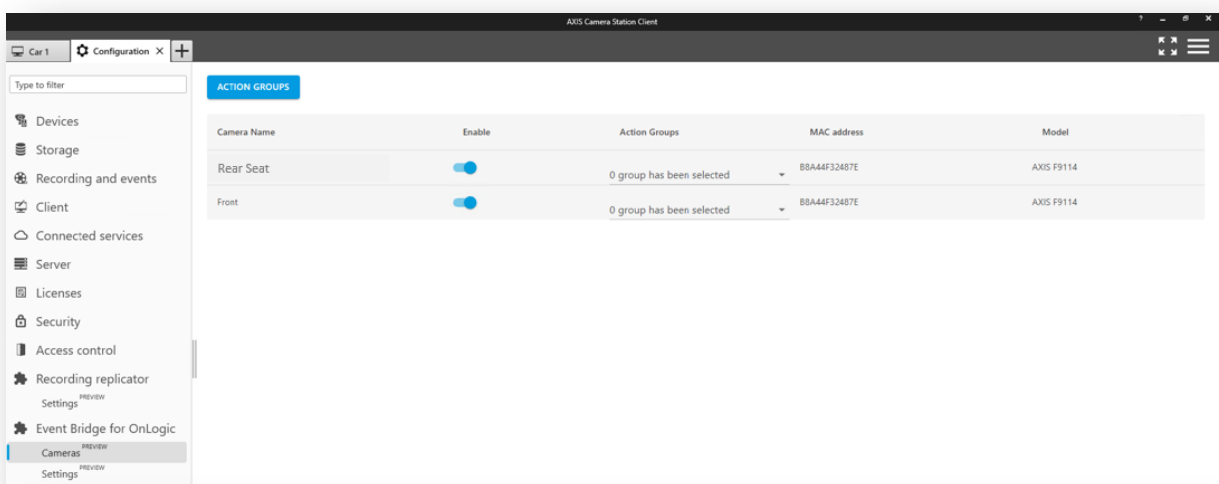 AXIS Camera Station Client
?
Car 1
Configuration
Type to filter
ACTION GROUPS
Devices
Storage
Recording and events
Client
Connected services
Server
Licenses
Security
Access control
Recording replicator
Settings PREVIEW
Event Bridge for OnLogic
Cameras PREVIEW
Settings PREVIEW
Camera Name Enable Action Groups MAC address Model
Rear Seat 0 group has been selected B8A44F32487E AXIS F9114
Front 0 group has been selected B8A44F32487E AXIS F9114